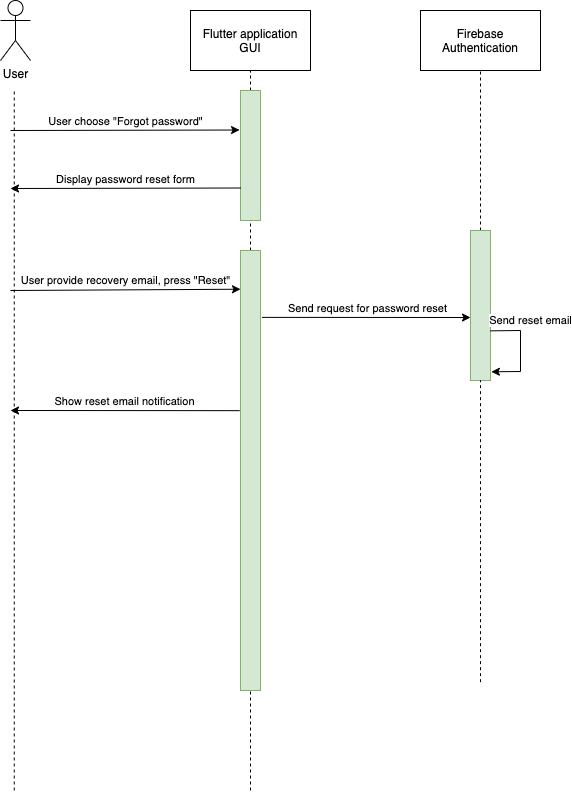 User
Flutter application
GUI
Firebase
Authentication
User choose "Forgot password"
Display password reset form
User provide recovery email, press "Reset"
Send request for password reset
Send reset email
Show reset email notification